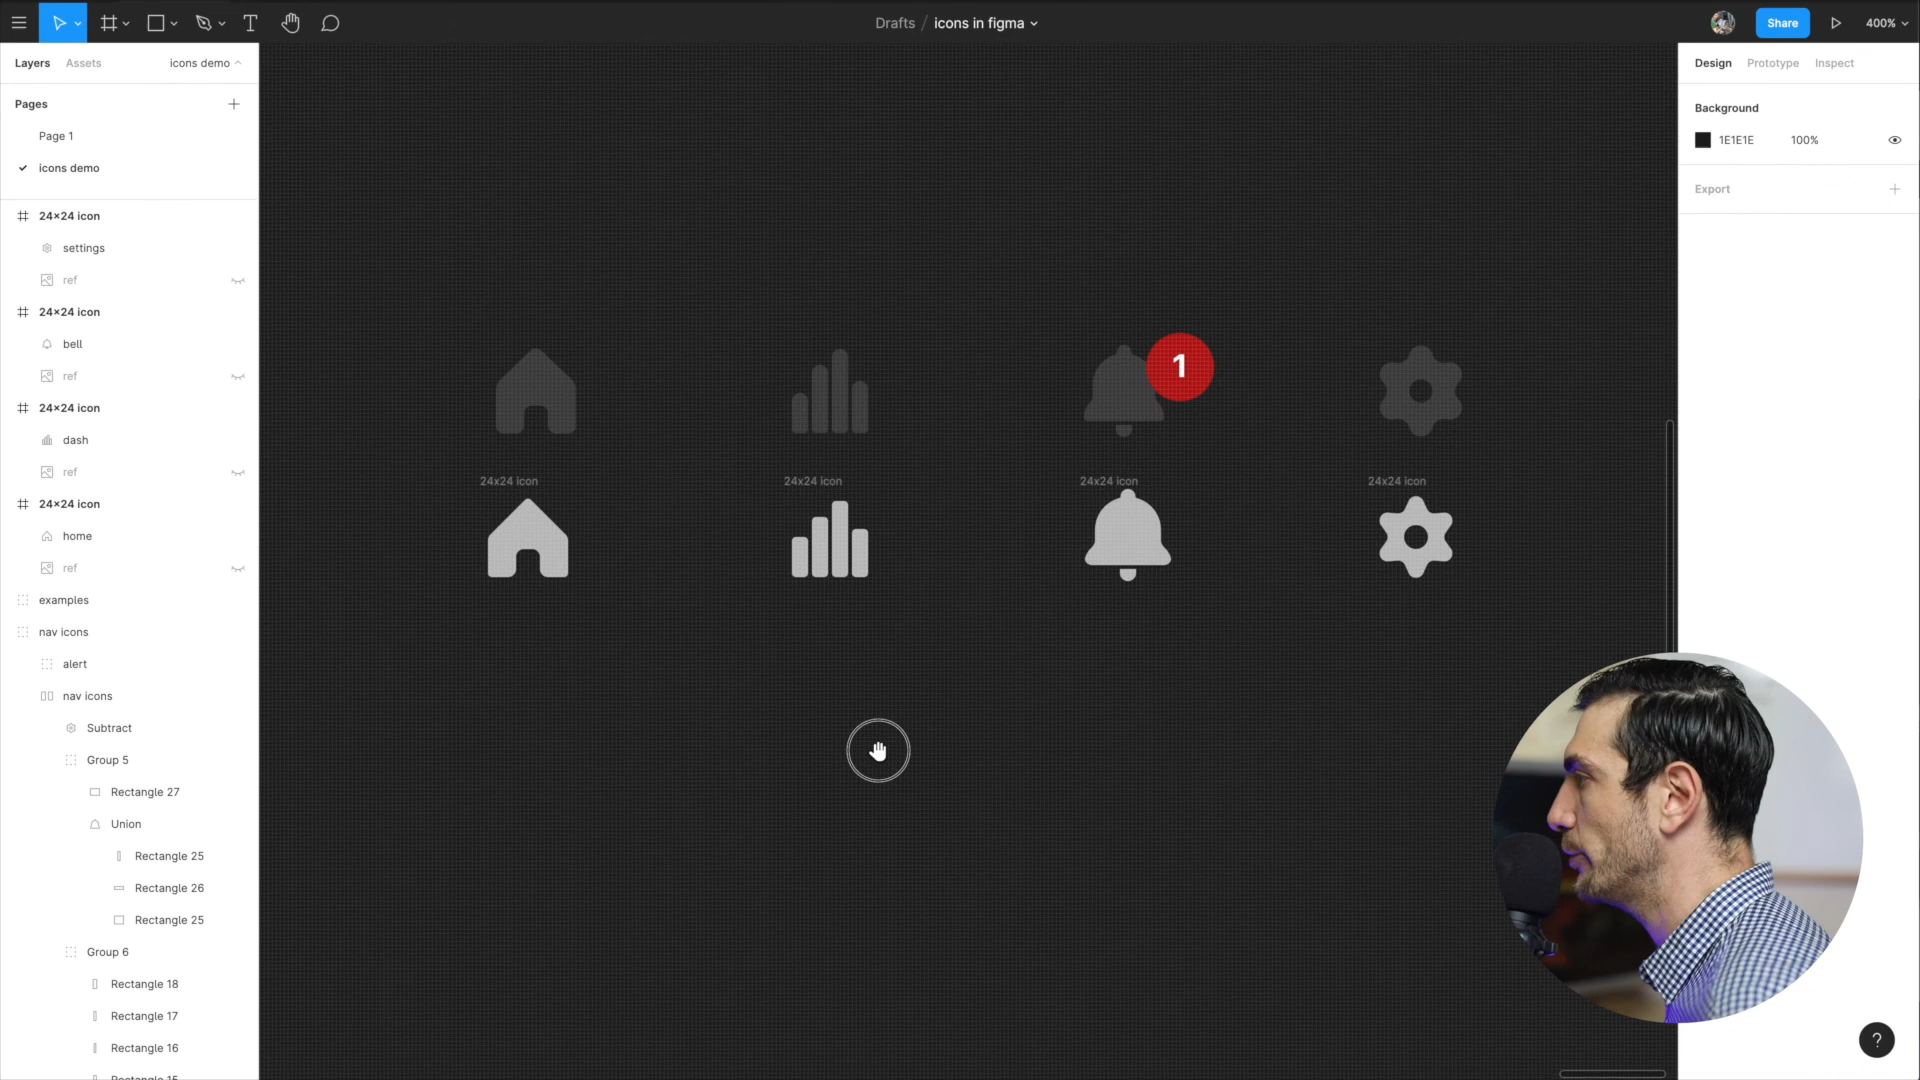 Drafts / icons in figma
Share
400%
Layers
Assets
icons demo
Pages
Page 1
icons demo
24×24 icon
settings
ref
24×24 icon
bell
ref
24×24 icon
dash
ref
24×24 icon
home
ref
examples
nav icons
alert
nav icons
Subtract
Group 5
Rectangle 27
Union
Rectangle 25
Rectangle 26
Rectangle 25
Group 6
Rectangle 18
Rectangle 17
Rectangle 16
Rectangle 15
1
24x24 icon
24x24 icon
24x24 icon
24x24 icon
Design
Prototype
Inspect
Background
1E1E1E
100%
Export
?